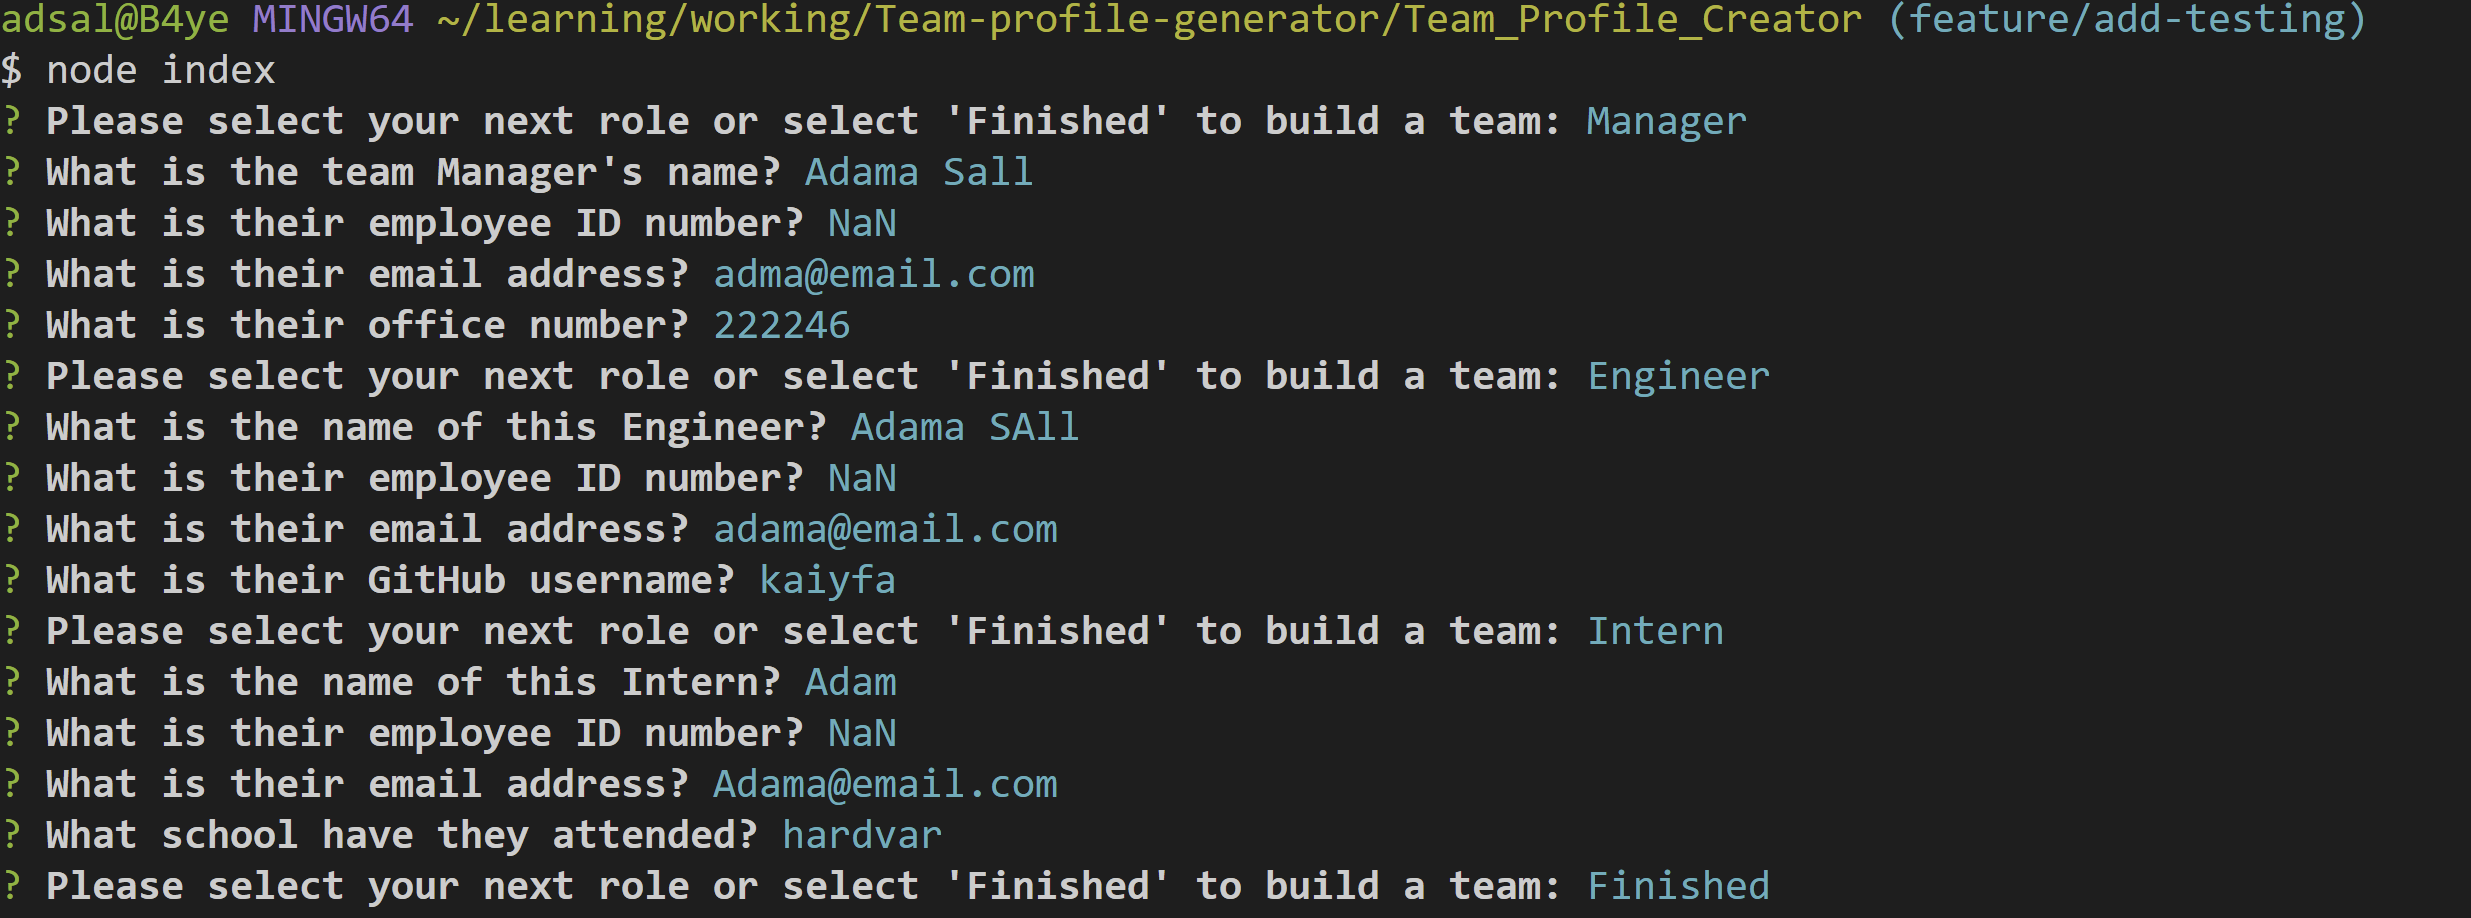 adsal@B4ye MINGW64 ~/learning/working/Team-profile-generator/Team_Profile_Creator (feature/add-testing)
$ node index
? Please select your next role or select 'Finished' to build a team: Manager
? What is the team Manager's name? Adama Sall
? What is their employee ID number? NaN
? What is their email address? adma@email.com
? What is their office number? 222246
? Please select your next role or select 'Finished' to build a team: Engineer
? What is the name of this Engineer? Adama SAll
? What is their employee ID number? NaN
? What is their email address? adama@email.com
? What is their GitHub username? kaiyfa
? Please select your next role or select 'Finished' to build a team: Intern
? What is the name of this Intern? Adam
? What is their employee ID number? NaN
? What is their email address? Adama@email.com
? What school have they attended? hardvar
? Please select your next role or select 'Finished' to build a team: Finished